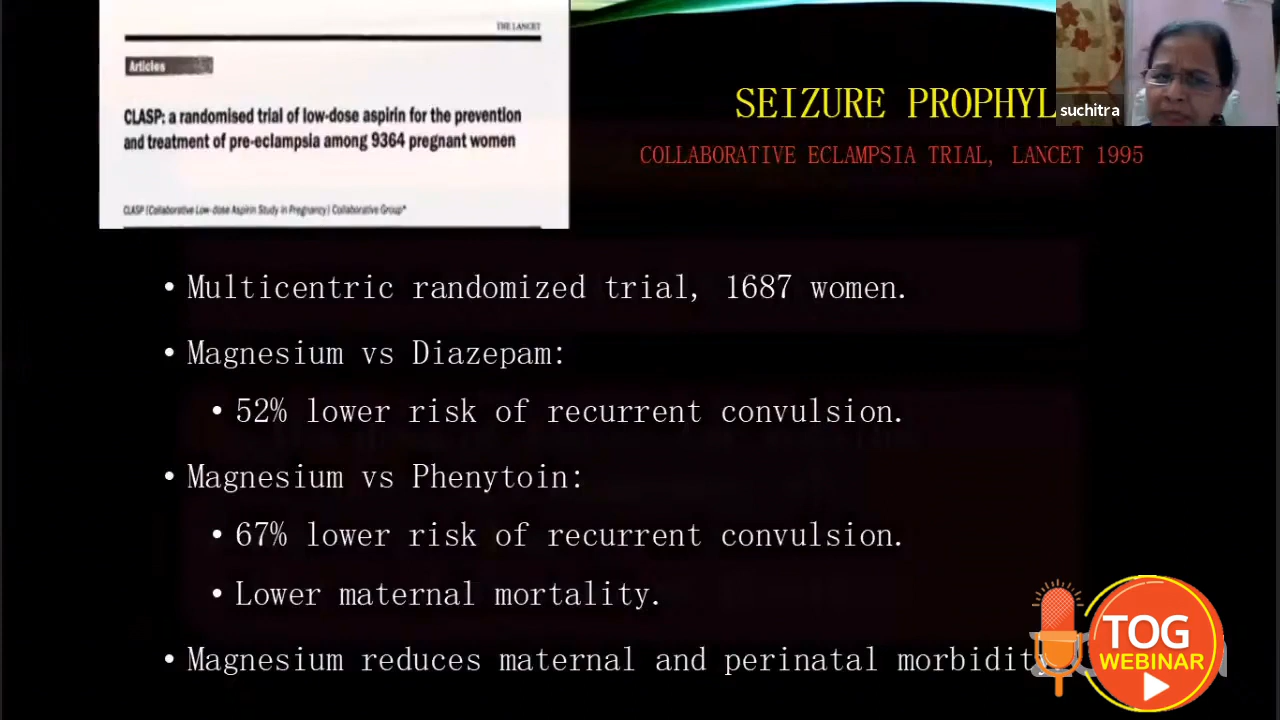 THE LANCET
Articles
CLASP: a randomised trial of low-dose aspirin for the prevention
and treatment of pre-eclampsia among 9364 pregnant women
CLASP (Collaborative Low-dose Aspirin Study in Pregnancy) Collaborative Group*
SEIZURE PROPHYL
suchitra
COLLABORATIVE ECLAMPSIA TRIAL, LANCET 1995
• Multicentric randomized trial, 1687 women.
• Magnesium vs Diazepam:
• 52% lower risk of recurrent convulsion.
• Magnesium vs Phenytoin:
• 67% lower risk of recurrent convulsion.
• Lower maternal mortality.
• Magnesium reduces maternal and perinatal morbidity
TOG
WEBINAR